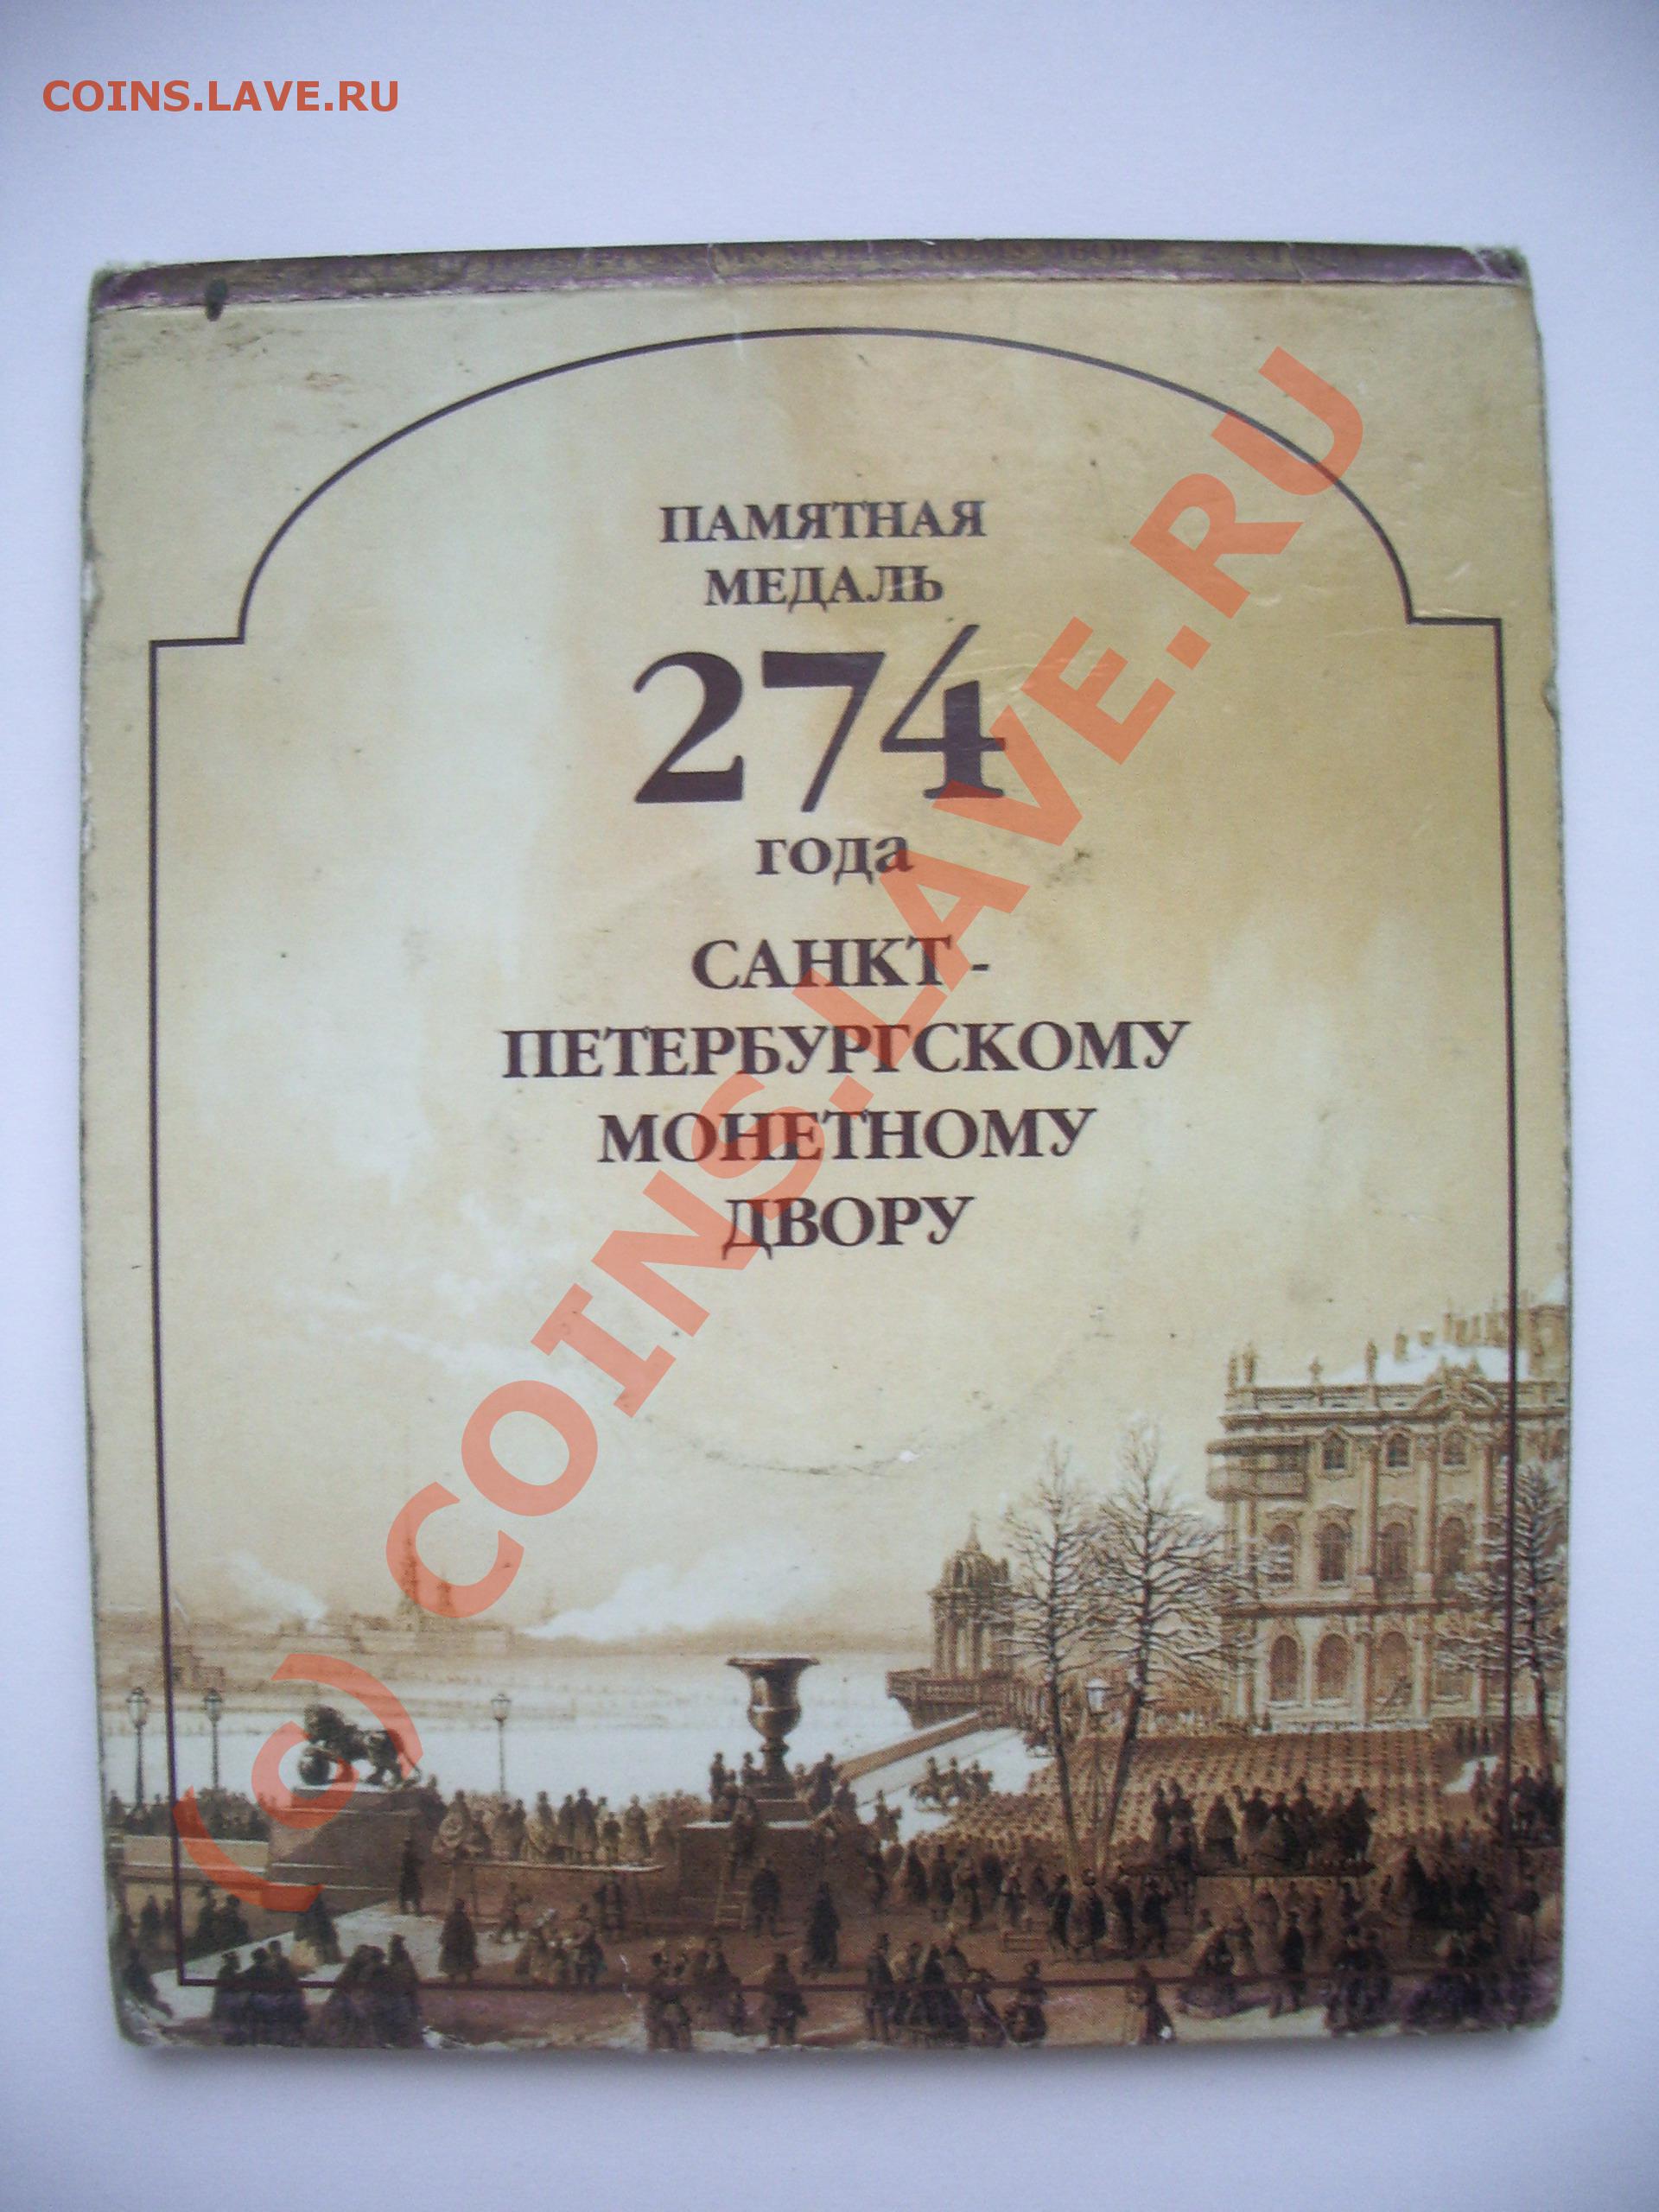 COINS.LAVE.RU
ПАМЯТНАЯ
МЕДАЛЬ
274
года
САНКТ-
ПЕТЕРБУРГСКОМУ
МОНЕТНОМУ
ДВОРУ
(c) COINS.LAVE.RU